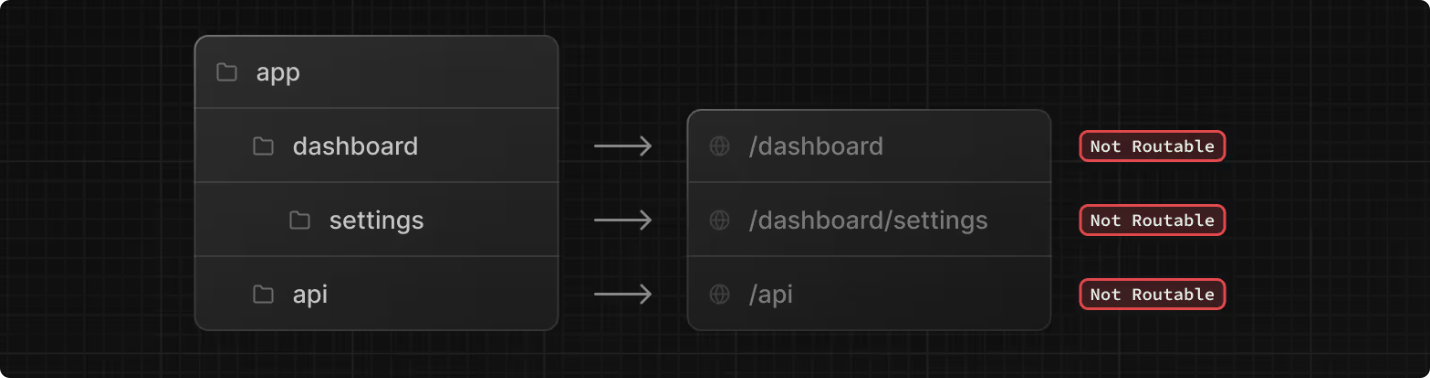 app
dashboard
/dashboard
Not Routable
settings
/dashboard/settings
Not Routable
api
/api
Not Routable